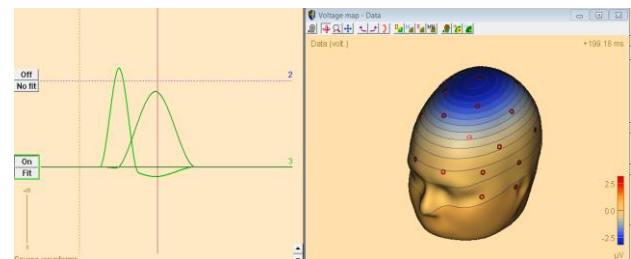 Off
No fit
On
Fit
2
3
Source waveforms
Voltage map - Data
Data (volt.)
+199.18 ms
2.5
0.0
-2.5
µV